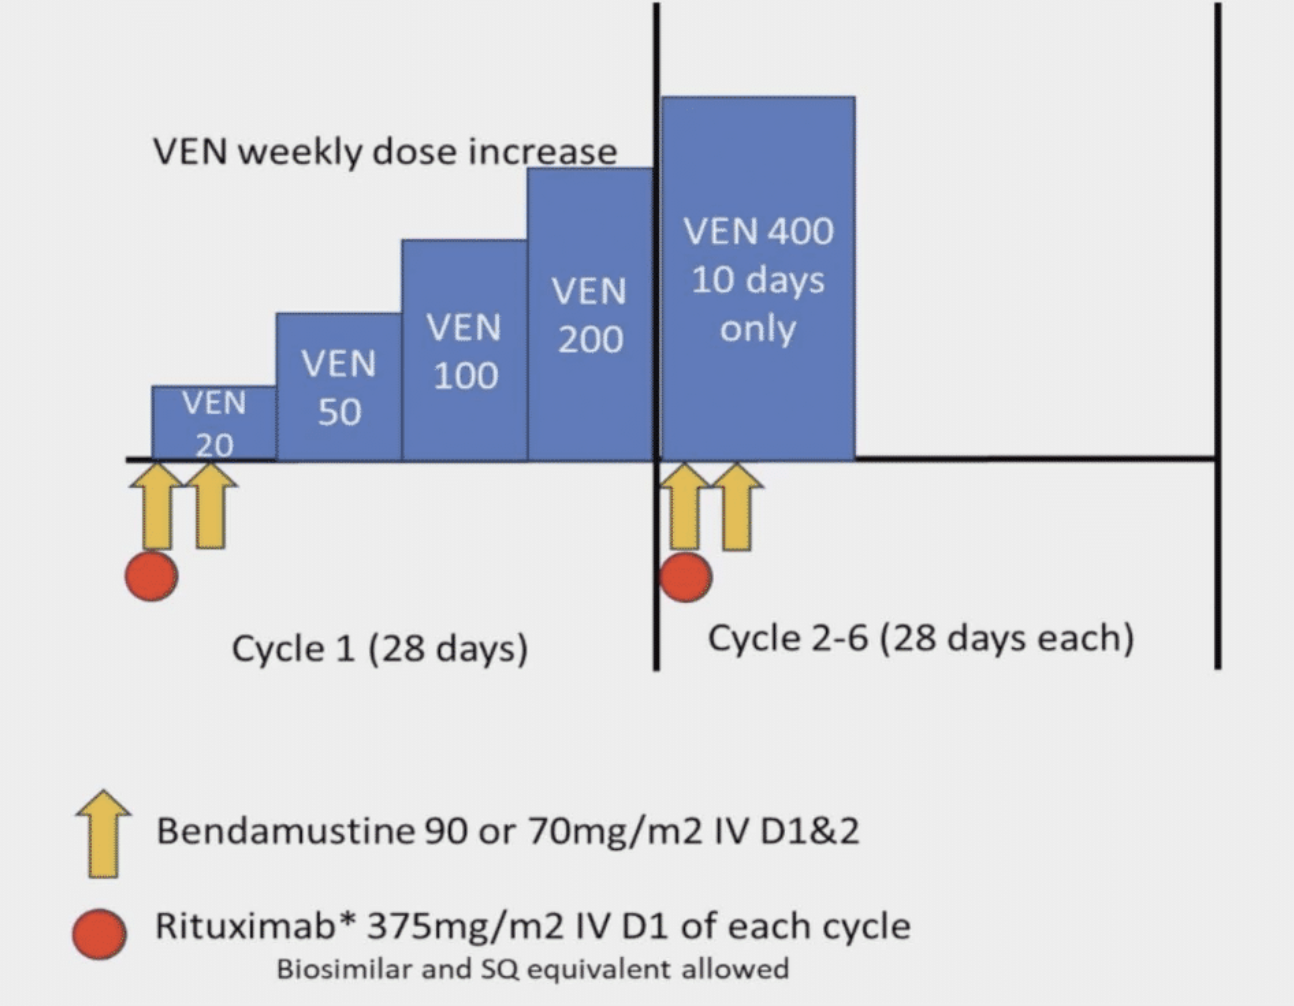 VEN weekly dose increase
VEN
20
VEN
50
VEN
100
VEN
200
VEN 400
10 days
only
Cycle 1 (28 days)
Cycle 2-6 (28 days each)
Bendamustine 90 or 70mg/m2 IV D1&2
Rituximab* 375mg/m2 IV D1 of each cycle
Biosimilar and SQ equivalent allowed